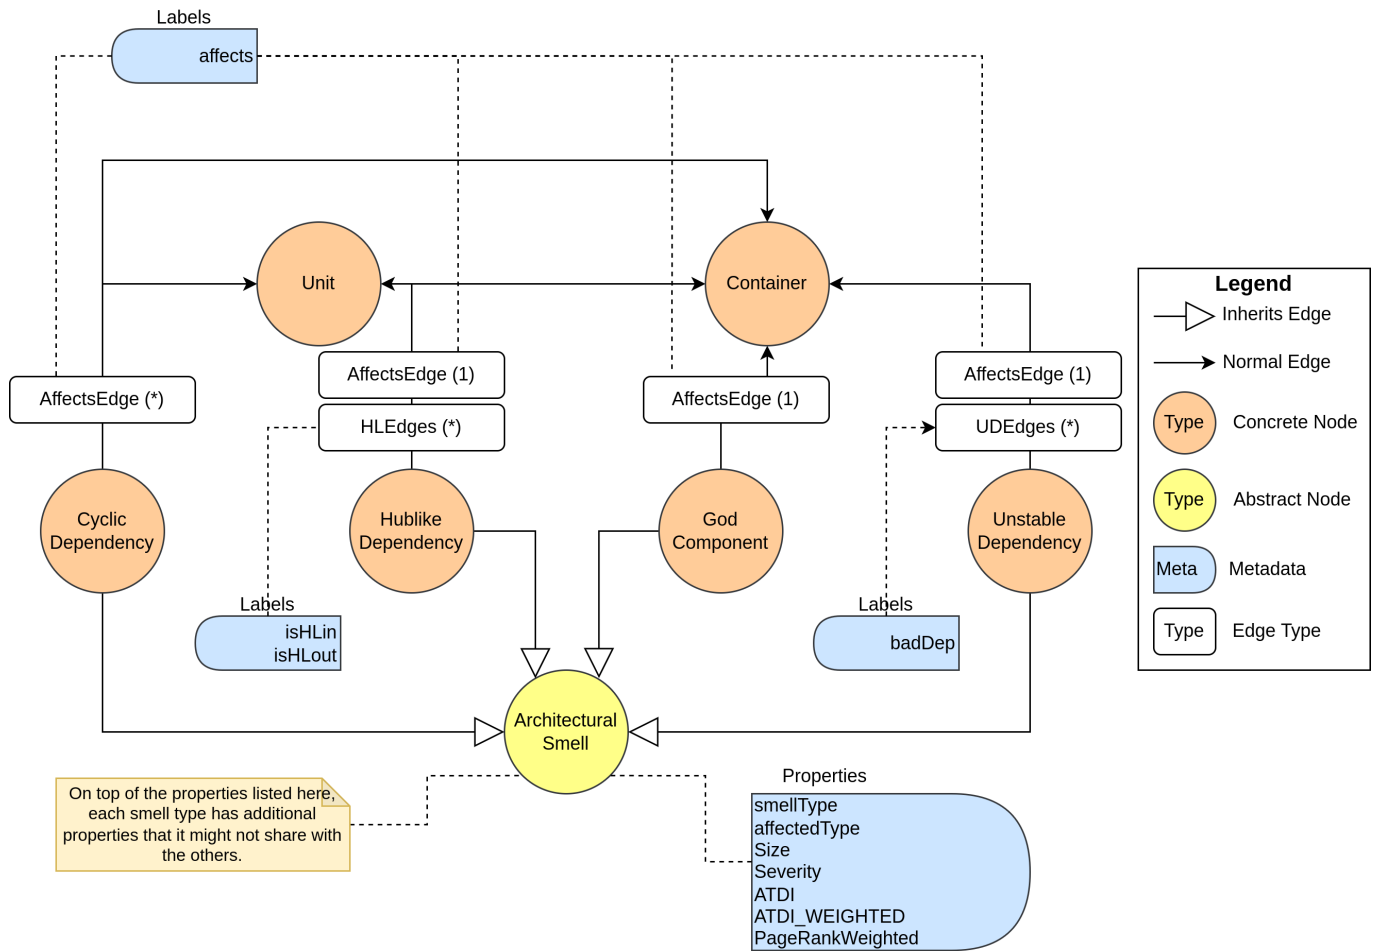 Labels
affects
Unit
Container
AffectsEdge (*)
AffectsEdge (1)
HLEdges (*)
AffectsEdge (1)
AffectsEdge (1)
UDEdges (*)
Cyclic
Dependency
Hublike
Dependency
God
Component
Unstable
Dependency
Labels
isHLin
isHLout
Labels
badDep
Architectural
Smell
On top of the properties listed here,
each smell type has additional
properties that it might not share with
the others.
Properties
smellType
affectedType
Size
Severity
ATDI
ATDI_WEIGHTED
PageRankWeighted
Legend
Inherits Edge
Normal Edge
Type
Concrete Node
Type
Abstract Node
Meta
Metadata
Type
Edge Type